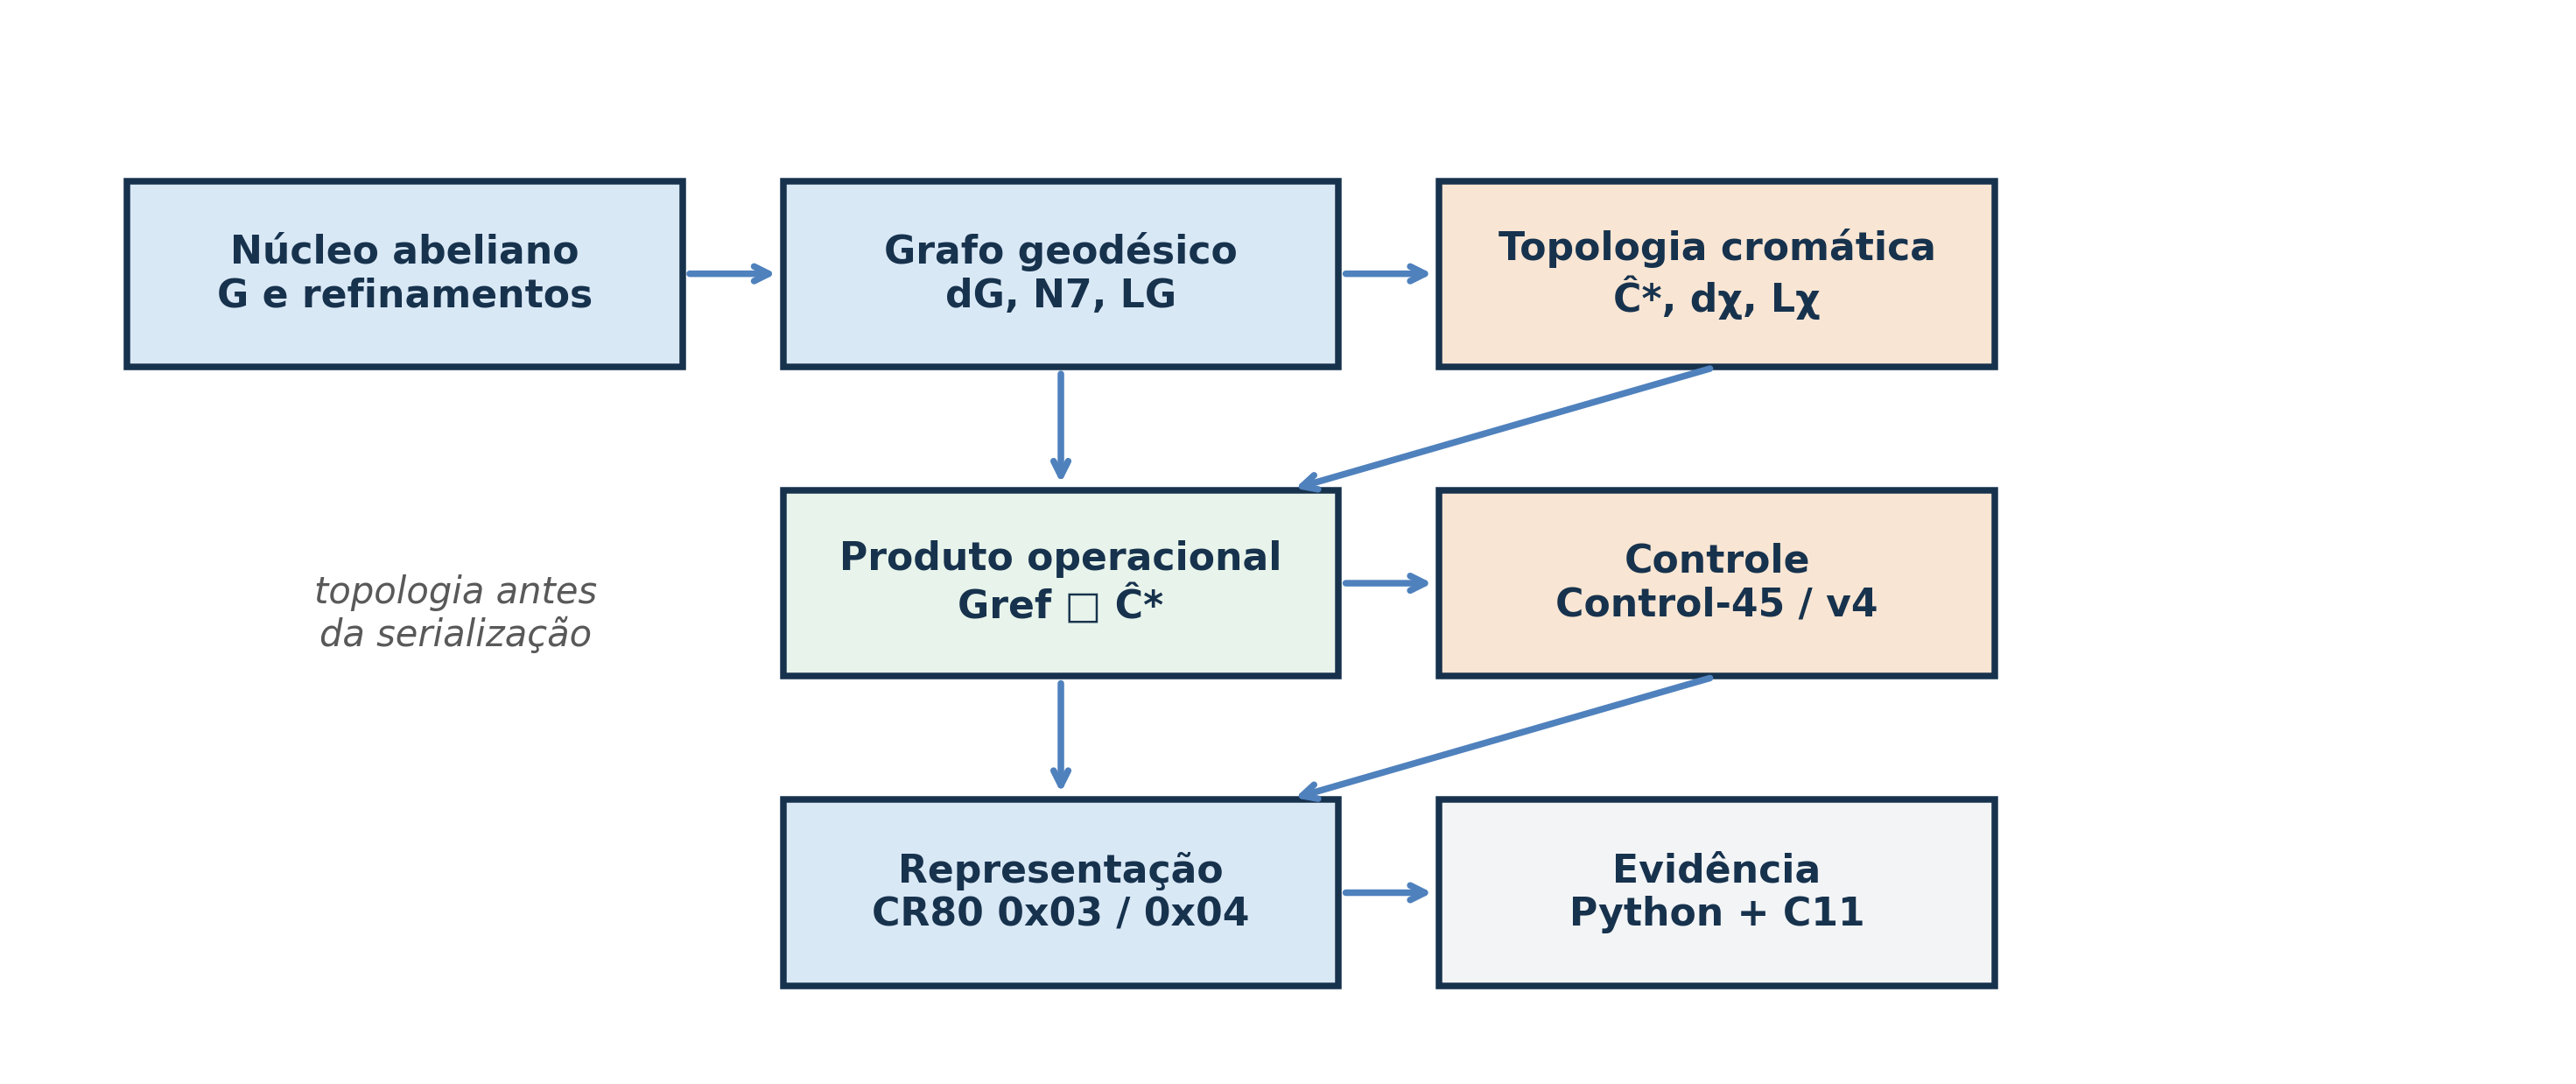 Núcleo abeliano
G e refinamentos
Grafo geodésico
dG, N7, LG
Topologia cromática
Ĉ*, dχ, Lχ
topologia antes
da serialização
Produto operacional
Gref □ Ĉ*
Controle
Control-45 / v4
Representação
CR80 0x03 / 0x04
Evidência
Python + C11